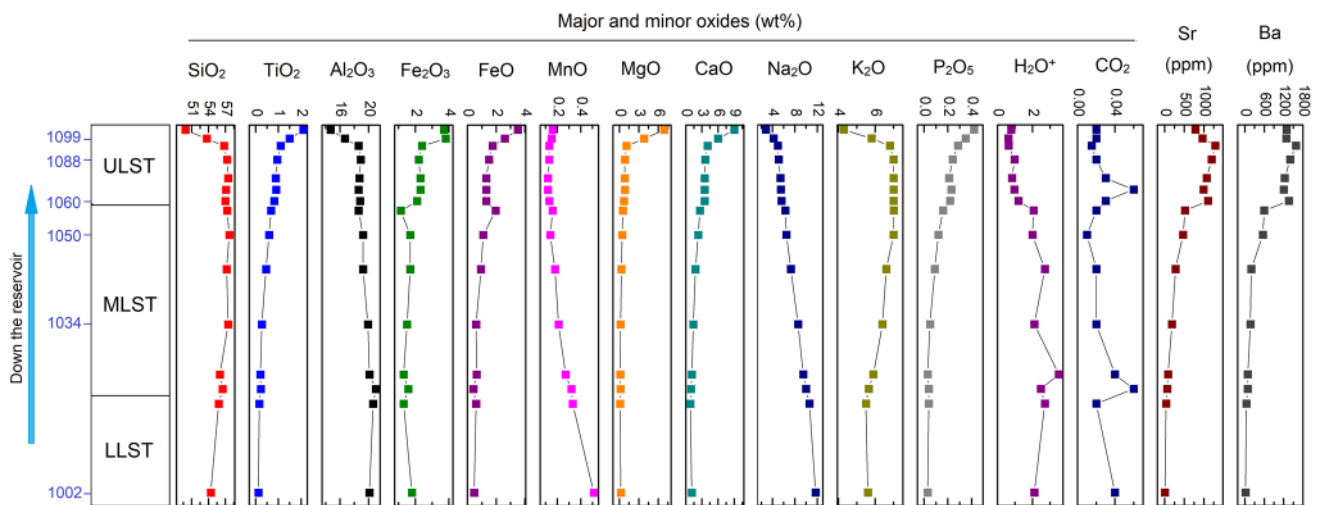 Major and minor oxides (wt%)
Sr
Ba
SiO₂ TiO₂ Al₂O₃ Fe₂O₃ FeO MnO MgO CaO Na₂O K₂O P₂O₅ H₂O⁺ CO₂ (ppm) (ppm)
51 54 57 0 1 2 16 20 2 4 0 2 4 0.2 0.4 0 3 6 0 3 6 9 4 8 12 4 6 0.0 0.2 0.4 0 2 0.00 0.04 0 500 1000 0 600 1200 1800
1099
1088
1060
1050
1034
1002
ULST
MLST
LLST
Down the reservoir